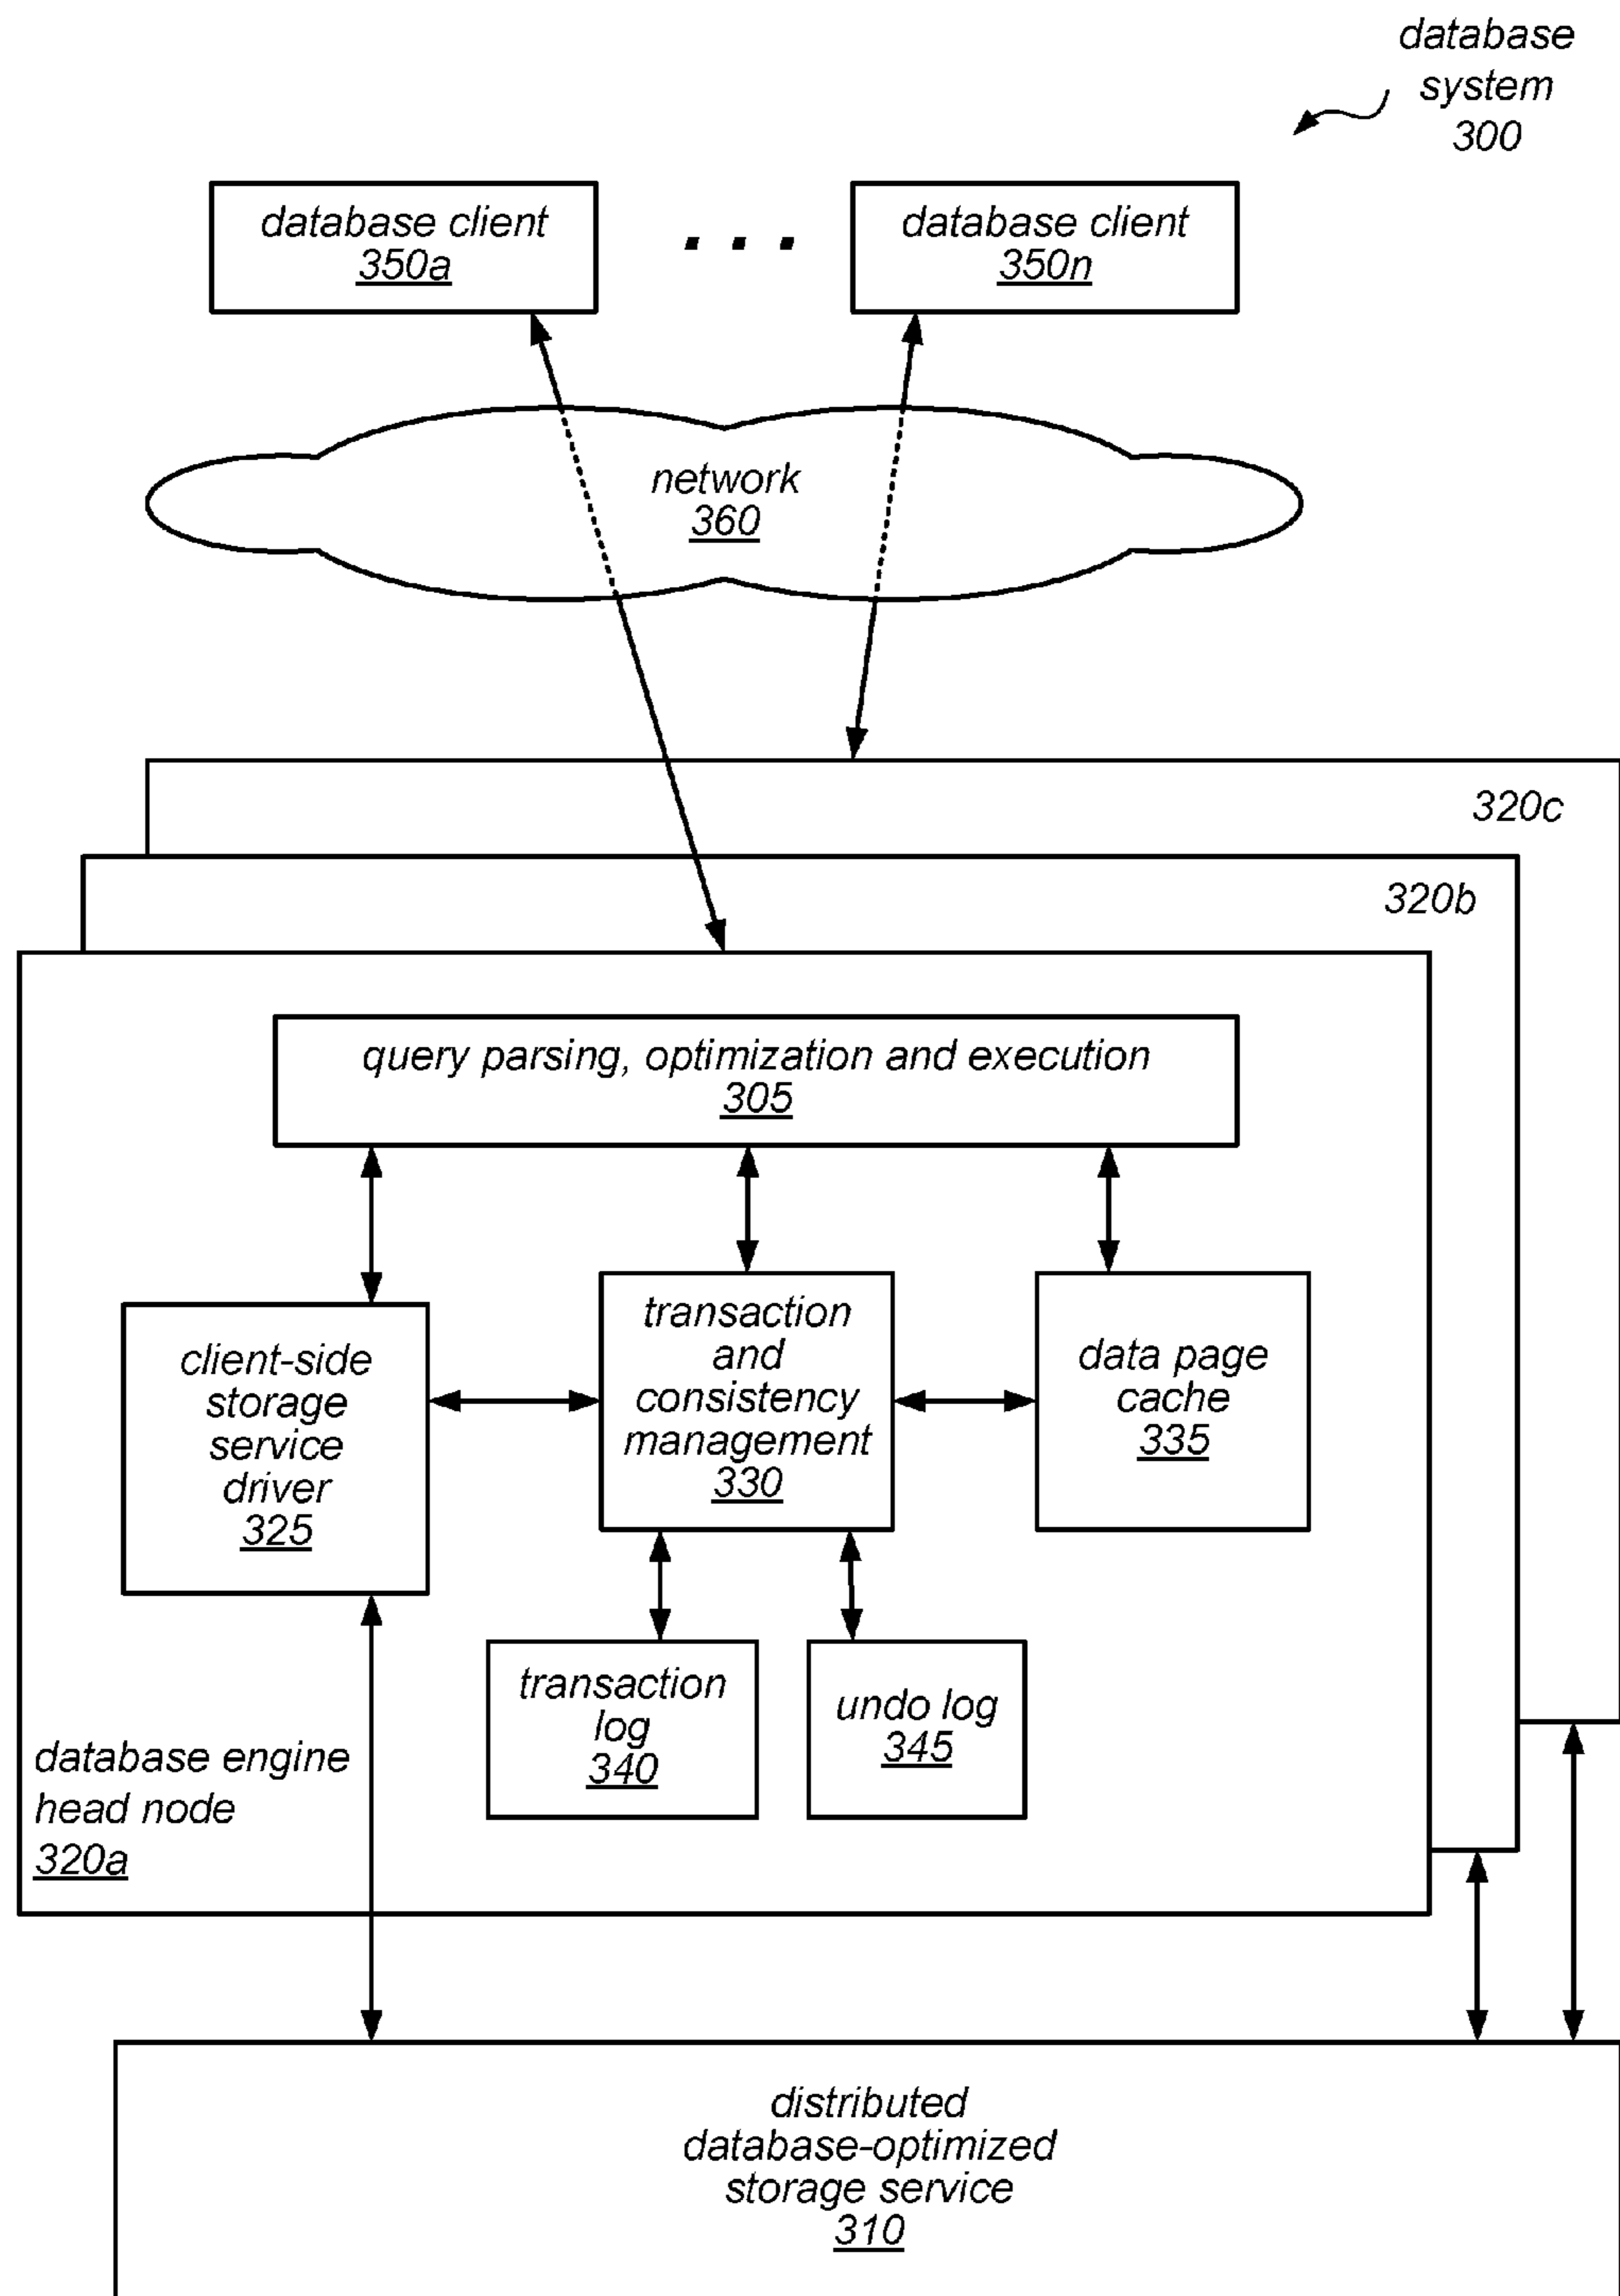 database
system
300
database client
350a
. . .
database client
350n
network
360
320c
320b
query parsing, optimization and execution
305
client-side
storage
service
driver
325
transaction
and
consistency
management
330
data page
cache
335
transaction
log
340
undo log
345
database engine
head node
320a
distributed
database-optimized
storage service
310